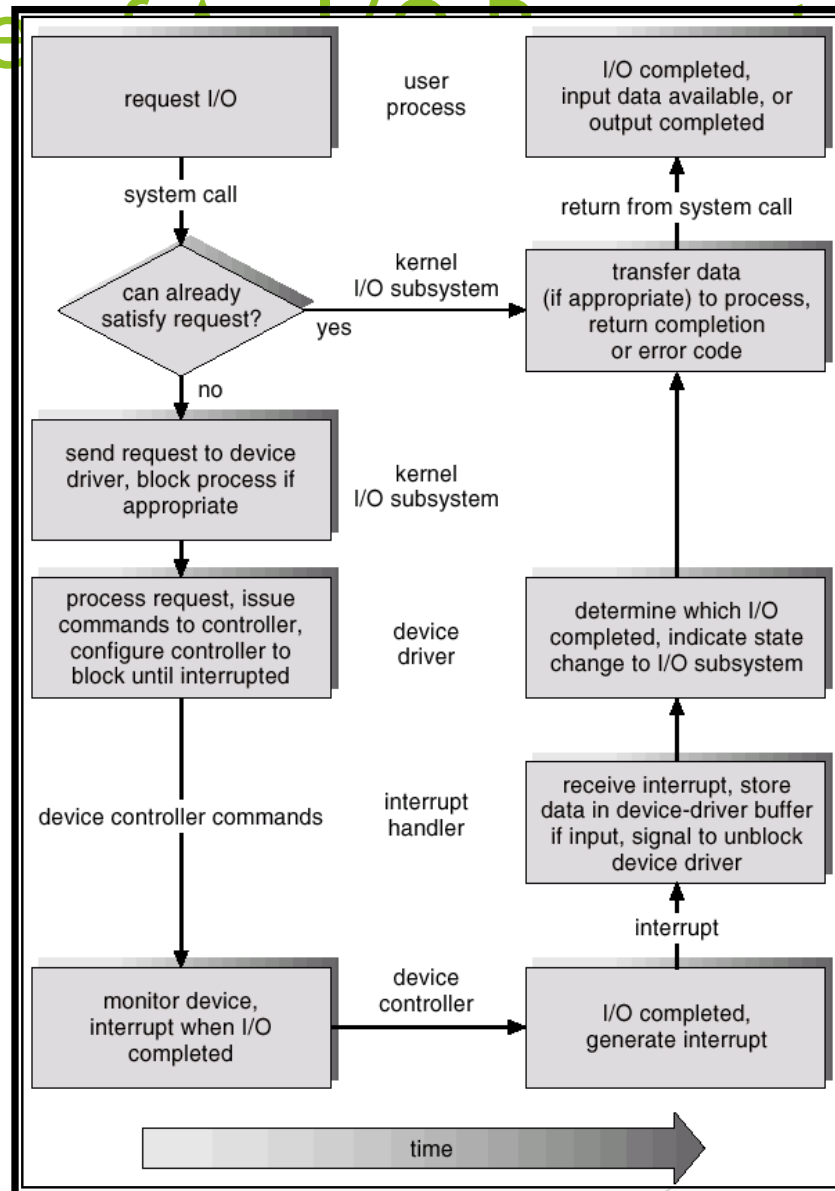 request I/O
user
process
I/O completed,
input data available, or
output completed
system call
return from system call
can already
satisfy request?
kernel
I/O subsystem
yes
transfer data
(if appropriate) to process,
return completion
or error code
no
send request to device
driver, block process if
appropriate
kernel
I/O subsystem
process request, issue
commands to controller,
configure controller to
block until interrupted
device
driver
determine which I/O
completed, indicate state
change to I/O subsystem
device controller commands
interrupt
handler
receive interrupt, store
data in device-driver buffer
if input, signal to unblock
device driver
interrupt
monitor device,
interrupt when I/O
completed
device
controller
I/O completed,
generate interrupt
time